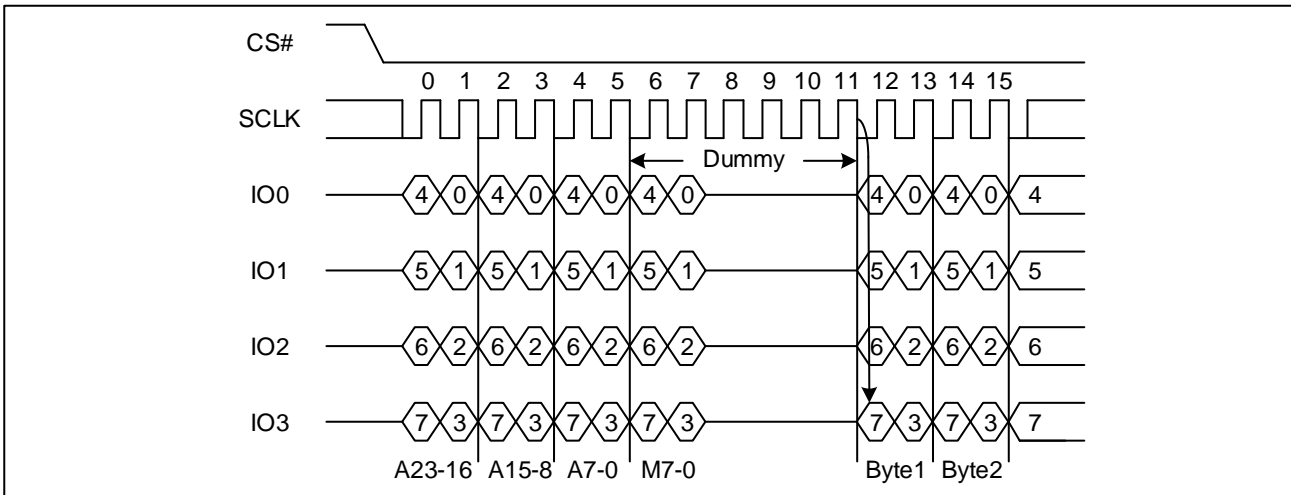 CS#
0 1 2 3 4 5 6 7 8 9 10 11 12 13 14 15
SCLK
Dummy
IO0 4 0 4 0 4 0 4 0 4 0 4 0 4
IO1 5 1 5 1 5 1 5 1 5 1 5 1 5
IO2 6 2 6 2 6 2 6 2 6 2 6 2 6
IO3 7 3 7 3 7 3 7 3 7 3 7 3 7
A23-16 A15-8 A7-0 M7-0 Byte1 Byte2